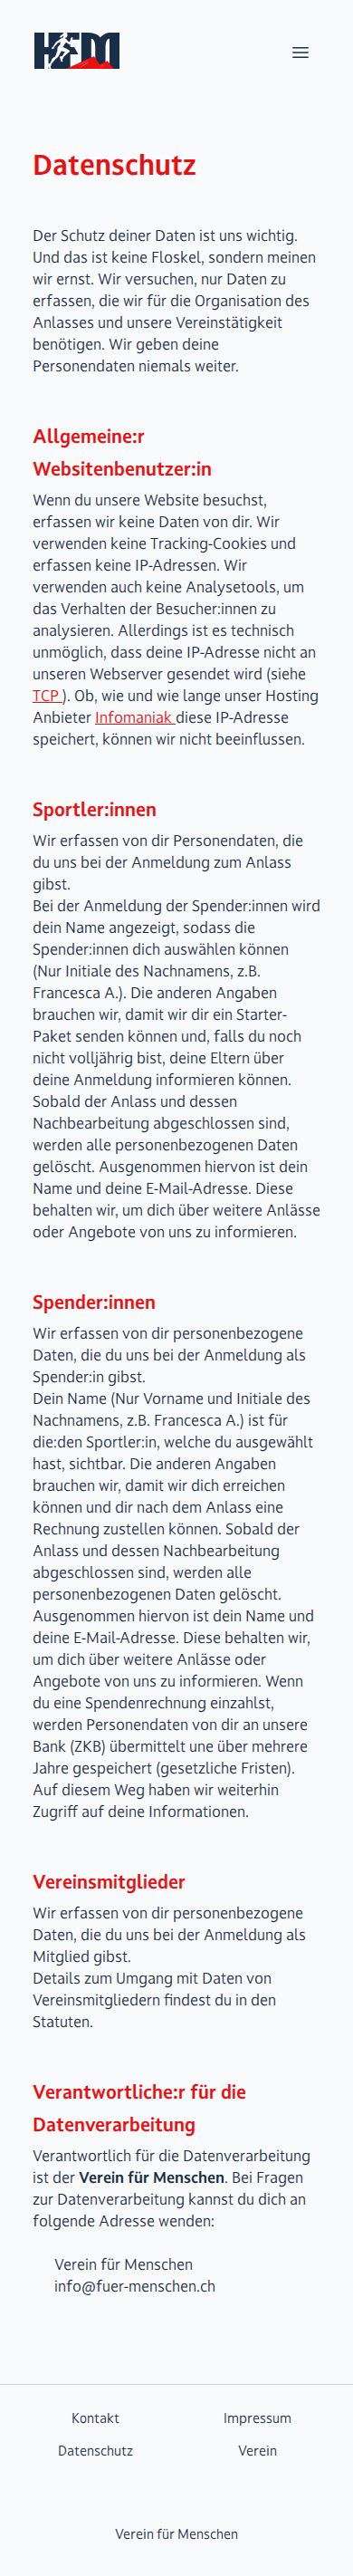 HFM
Datenschutz
Der Schutz deiner Daten ist uns wichtig.
Und das ist keine Floskel, sondern meinen
wir ernst. Wir versuchen, nur Daten zu
erfassen, die wir für die Organisation des
Anlasses und unsere Vereinstätigkeit
benötigen. Wir geben deine
Personendaten niemals weiter.
Allgemeine:r
Websitenbenutzer:in
Wenn du unsere Website besuchst,
erfassen wir keine Daten von dir. Wir
verwenden keine Tracking-Cookies und
erfassen keine IP-Adressen. Wir
verwenden auch keine Analysetools, um
das Verhalten der Besucher:innen zu
analysieren. Allerdings ist es technisch
unmöglich, dass deine IP-Adresse nicht an
unseren Webserver gesendet wird (siehe
TCP ). Ob, wie und wie lange unser Hosting
Anbieter Infomaniak diese IP-Adresse
speichert, können wir nicht beeinflussen.
Sportler:innen
Wir erfassen von dir Personendaten, die
du uns bei der Anmeldung zum Anlass
gibst.
Bei der Anmeldung der Spender:innen wird
dein Name angezeigt, sodass die
Spender:innen dich auswählen können
(Nur Initiale des Nachnamens, z.B.
Francesca A.). Die anderen Angaben
brauchen wir, damit wir dir ein Starter-
Paket senden können und, falls du noch
nicht volljährig bist, deine Eltern über
deine Anmeldung informieren können.
Sobald der Anlass und dessen
Nachbearbeitung abgeschlossen sind,
werden alle personenbezogenen Daten
gelöscht. Ausgenommen hiervon ist dein
Name und deine E-Mail-Adresse. Diese
behalten wir, um dich über weitere Anlässe
oder Angebote von uns zu informieren.
Spender:innen
Wir erfassen von dir personenbezogene
Daten, die du uns bei der Anmeldung als
Spender:in gibst.
Dein Name (Nur Vorname und Initiale des
Nachnamens, z.B. Francesca A.) ist für
die:den Sportler:in, welche du ausgewählt
hast, sichtbar. Die anderen Angaben
brauchen wir, damit wir dich erreichen
können und dir nach dem Anlass eine
Rechnung zustellen können. Sobald der
Anlass und dessen Nachbearbeitung
abgeschlossen sind, werden alle
personenbezogenen Daten gelöscht.
Ausgenommen hiervon ist dein Name und
deine E-Mail-Adresse. Diese behalten wir,
um dich über weitere Anlässe oder
Angebote von uns zu informieren. Wenn
du eine Spendenrechnung einzahlst,
werden Personendaten von dir an unsere
Bank (ZKB) übermittelt une über mehrere
Jahre gespeichert (gesetzliche Fristen).
Auf diesem Weg haben wir weiterhin
Zugriff auf deine Informationen.
Vereinsmitglieder
Wir erfassen von dir personenbezogene
Daten, die du uns bei der Anmeldung als
Mitglied gibst.
Details zum Umgang mit Daten von
Vereinsmitgliedern findest du in den
Statuten.
Verantwortliche:r für die
Datenverarbeitung
Verantwortlich für die Datenverarbeitung
ist der Verein für Menschen. Bei Fragen
zur Datenverarbeitung kannst du dich an
folgende Adresse wenden:
Verein für Menschen
info@fuer-menschen.ch
Kontakt Impressum
Datenschutz Verein
Verein für Menschen